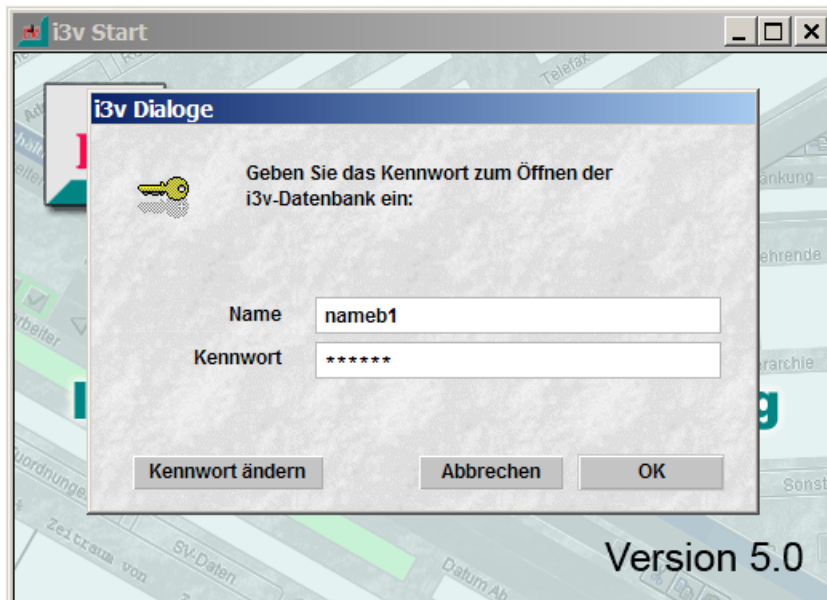 i3v Start
Telefax
i3v Dialoge
Geben Sie das Kennwort zum Öffnen der
i3v-Datenbank ein:
änkung
ehrende
Name nameb1
Kennwort ******
rarchie
g
Kennwort ändern Abbrechen OK
Sonst
uordnunge
Zeitraum von
SV-Daten
Datum Ab
Version 5.0